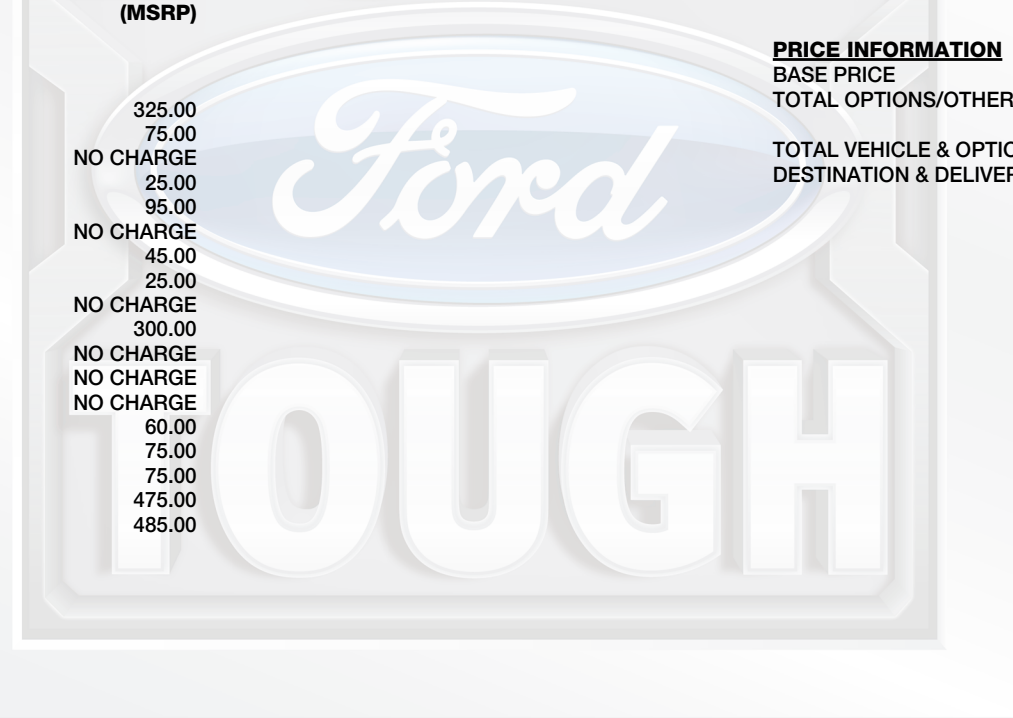 (MSRP)
325.00
75.00
NO CHARGE
25.00
95.00
NO CHARGE
45.00
25.00
NO CHARGE
300.00
NO CHARGE
NO CHARGE
NO CHARGE
60.00
75.00
75.00
475.00
485.00
PRICE INFORMATION
BASE PRICE
TOTAL OPTIONS/OTHER
TOTAL VEHICLE & OPTIO
DESTINATION & DELIVER
Ford
TOUGH